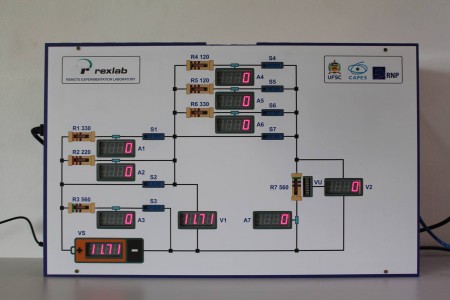 rexlab
REMOTE EXPERIMENTATION LABORATORY
UFSC CAPES RNP
R4 120 S4
0 A4
R5 120 S5
0 A5
R6 330 S6
0 A6
S7
R1 330 S1
0 A1
R2 220
0 A2
S2
R3 560 S3
0 A3
11.71 V1
A7 0
R7 560 VU 0 V2
VS
+ 11.71 -